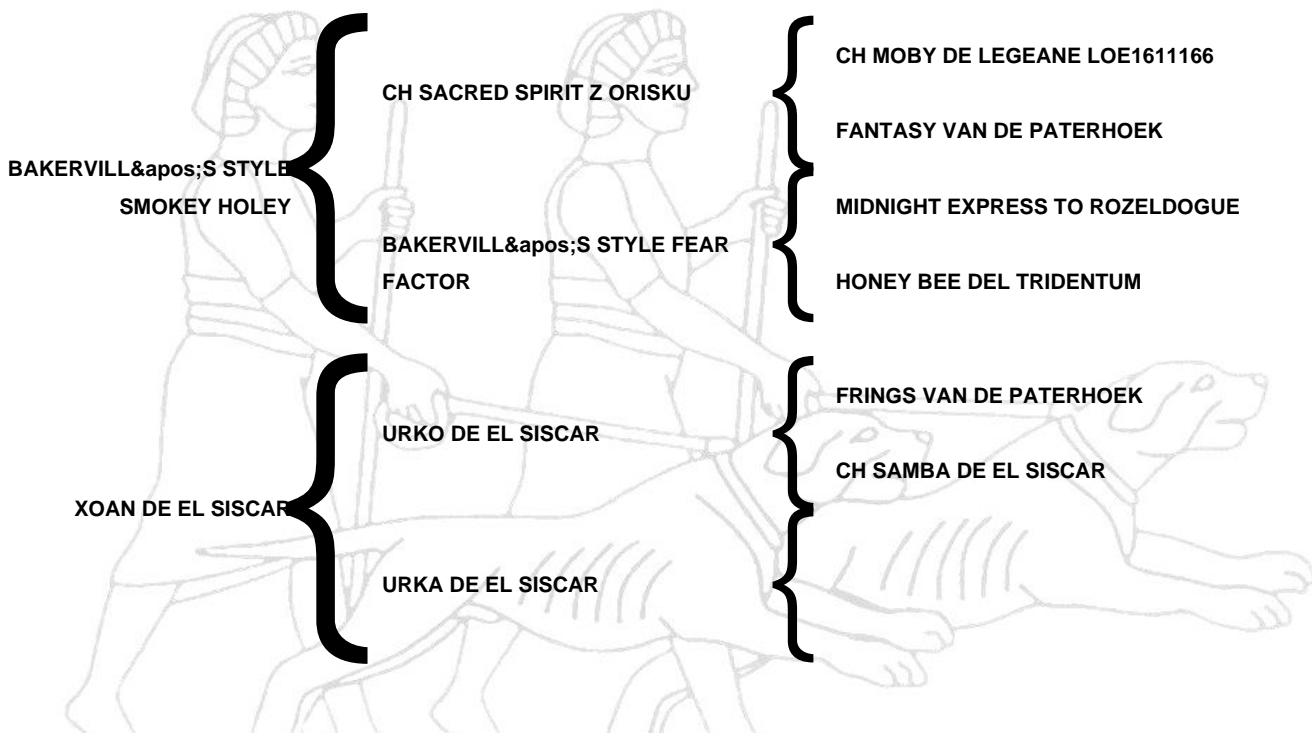 BAKERVILL&apos;S STYLE
SMOKEY HOLEY
CH SACRED SPIRIT Z ORISKU
BAKERVILL&apos;S STYLE FEAR
FACTOR
CH MOBY DE LEGEANE LOE1611166
FANTASY VAN DE PATERHOEK
MIDNIGHT EXPRESS TO ROZELDOGUE
HONEY BEE DEL TRIDENTUM
XOAN DE EL SISCAR
URKO DE EL SISCAR
URKA DE EL SISCAR
FRINGS VAN DE PATERHOEK
CH SAMBA DE EL SISCAR